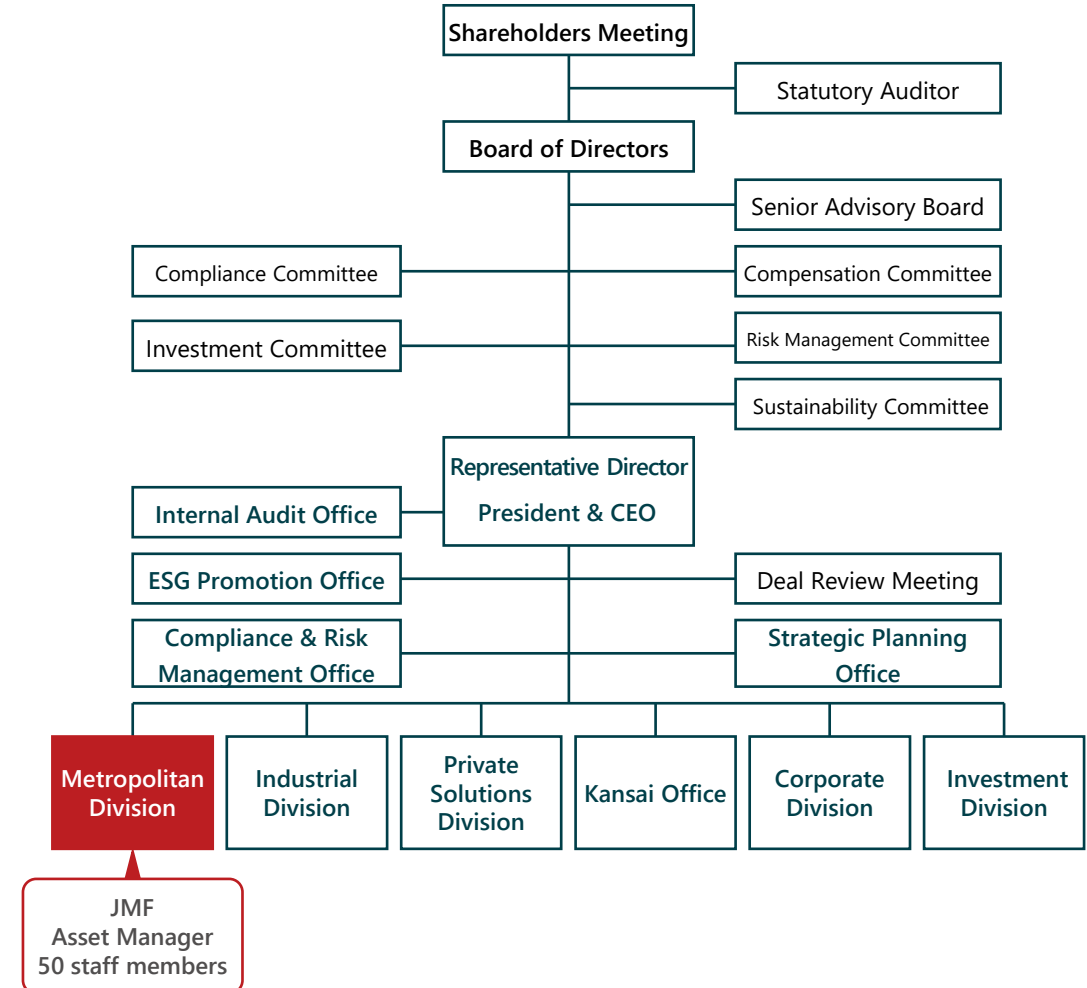 Shareholders Meeting
Statutory Auditor
Board of Directors
Senior Advisory Board
Compliance Committee
Compensation Committee
Investment Committee
Risk Management Committee
Sustainability Committee
Representative Director
President & CEO
Internal Audit Office
ESG Promotion Office
Deal Review Meeting
Compliance & Risk
Management Office
Strategic Planning
Office
Metropolitan
Division
Industrial
Division
Private
Solutions
Division
Kansai Office
Corporate
Division
Investment
Division
JMF
Asset Manager
50 staff members